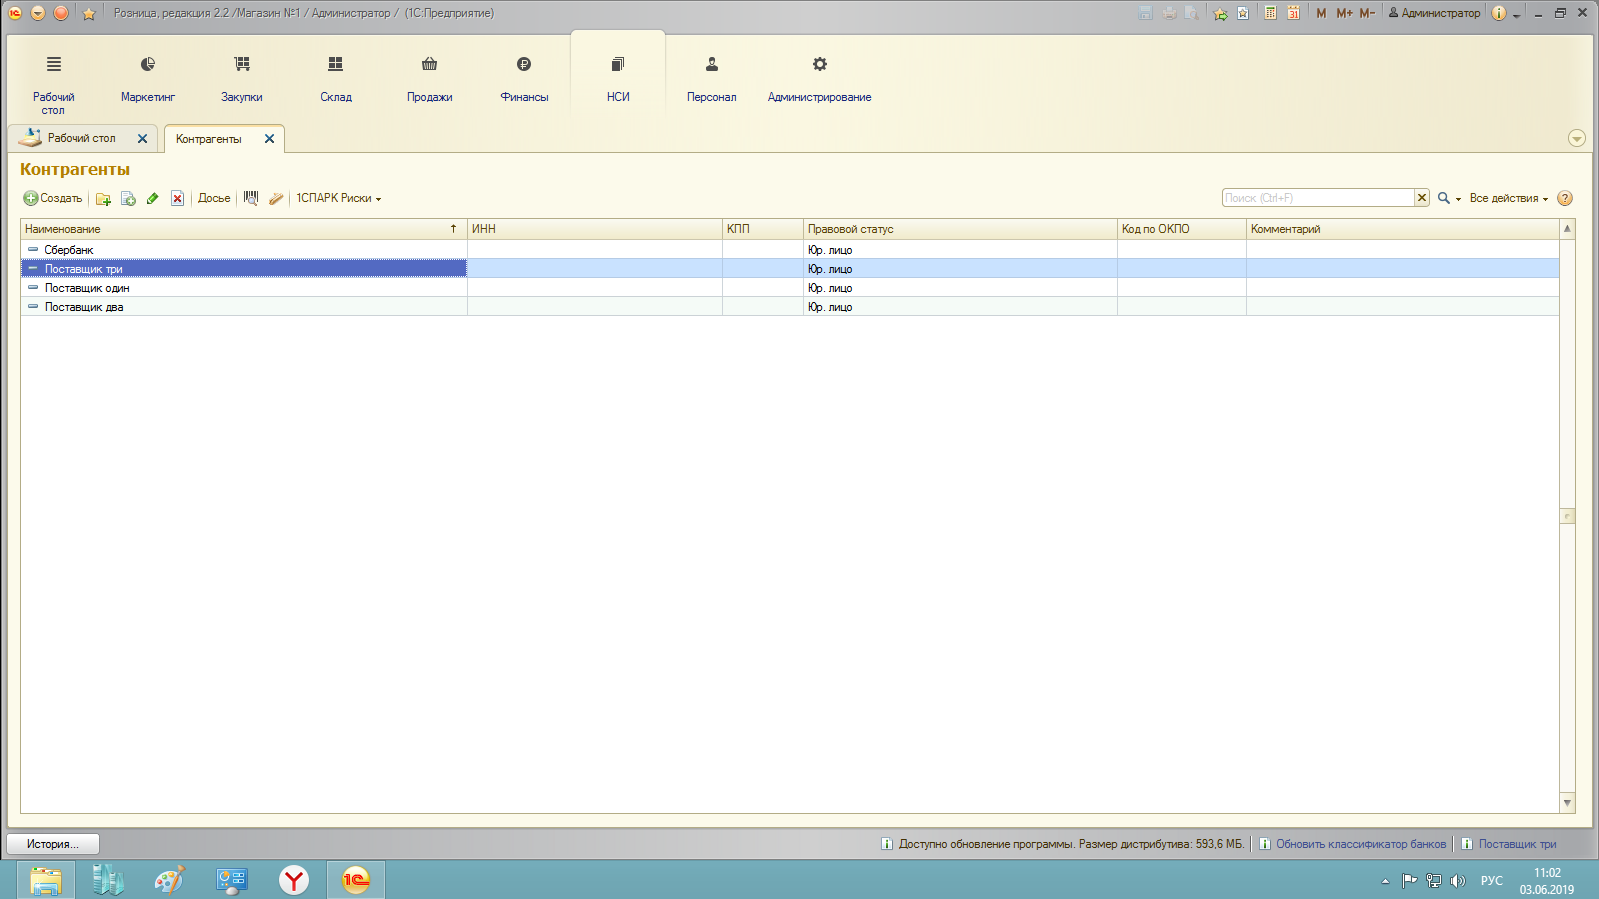 Розница, редакция 2.2 /Магазин №1 / Администратор / (1С:Предприятие)
31 M M+ M- Администратор
Рабочий стол
Маркетинг
Закупки
Склад
Продажи
Финансы
НСИ
Персонал
Администрирование
Рабочий стол
Контрагенты
Контрагенты
Создать Досье 1СПАРК Риски Поиск (Ctrl+F) Все действия ?
Наименование ИНН КПП Правовой статус Код по ОКПО Комментарий
Сбербанк Юр. лицо
Поставщик три Юр. лицо
Поставщик один Юр. лицо
Поставщик два Юр. лицо
История... Доступно обновление программы. Размер дистрибутива: 593,6 МБ. Обновить классификатор банков Поставщик три
РУС 11:02
03.06.2019